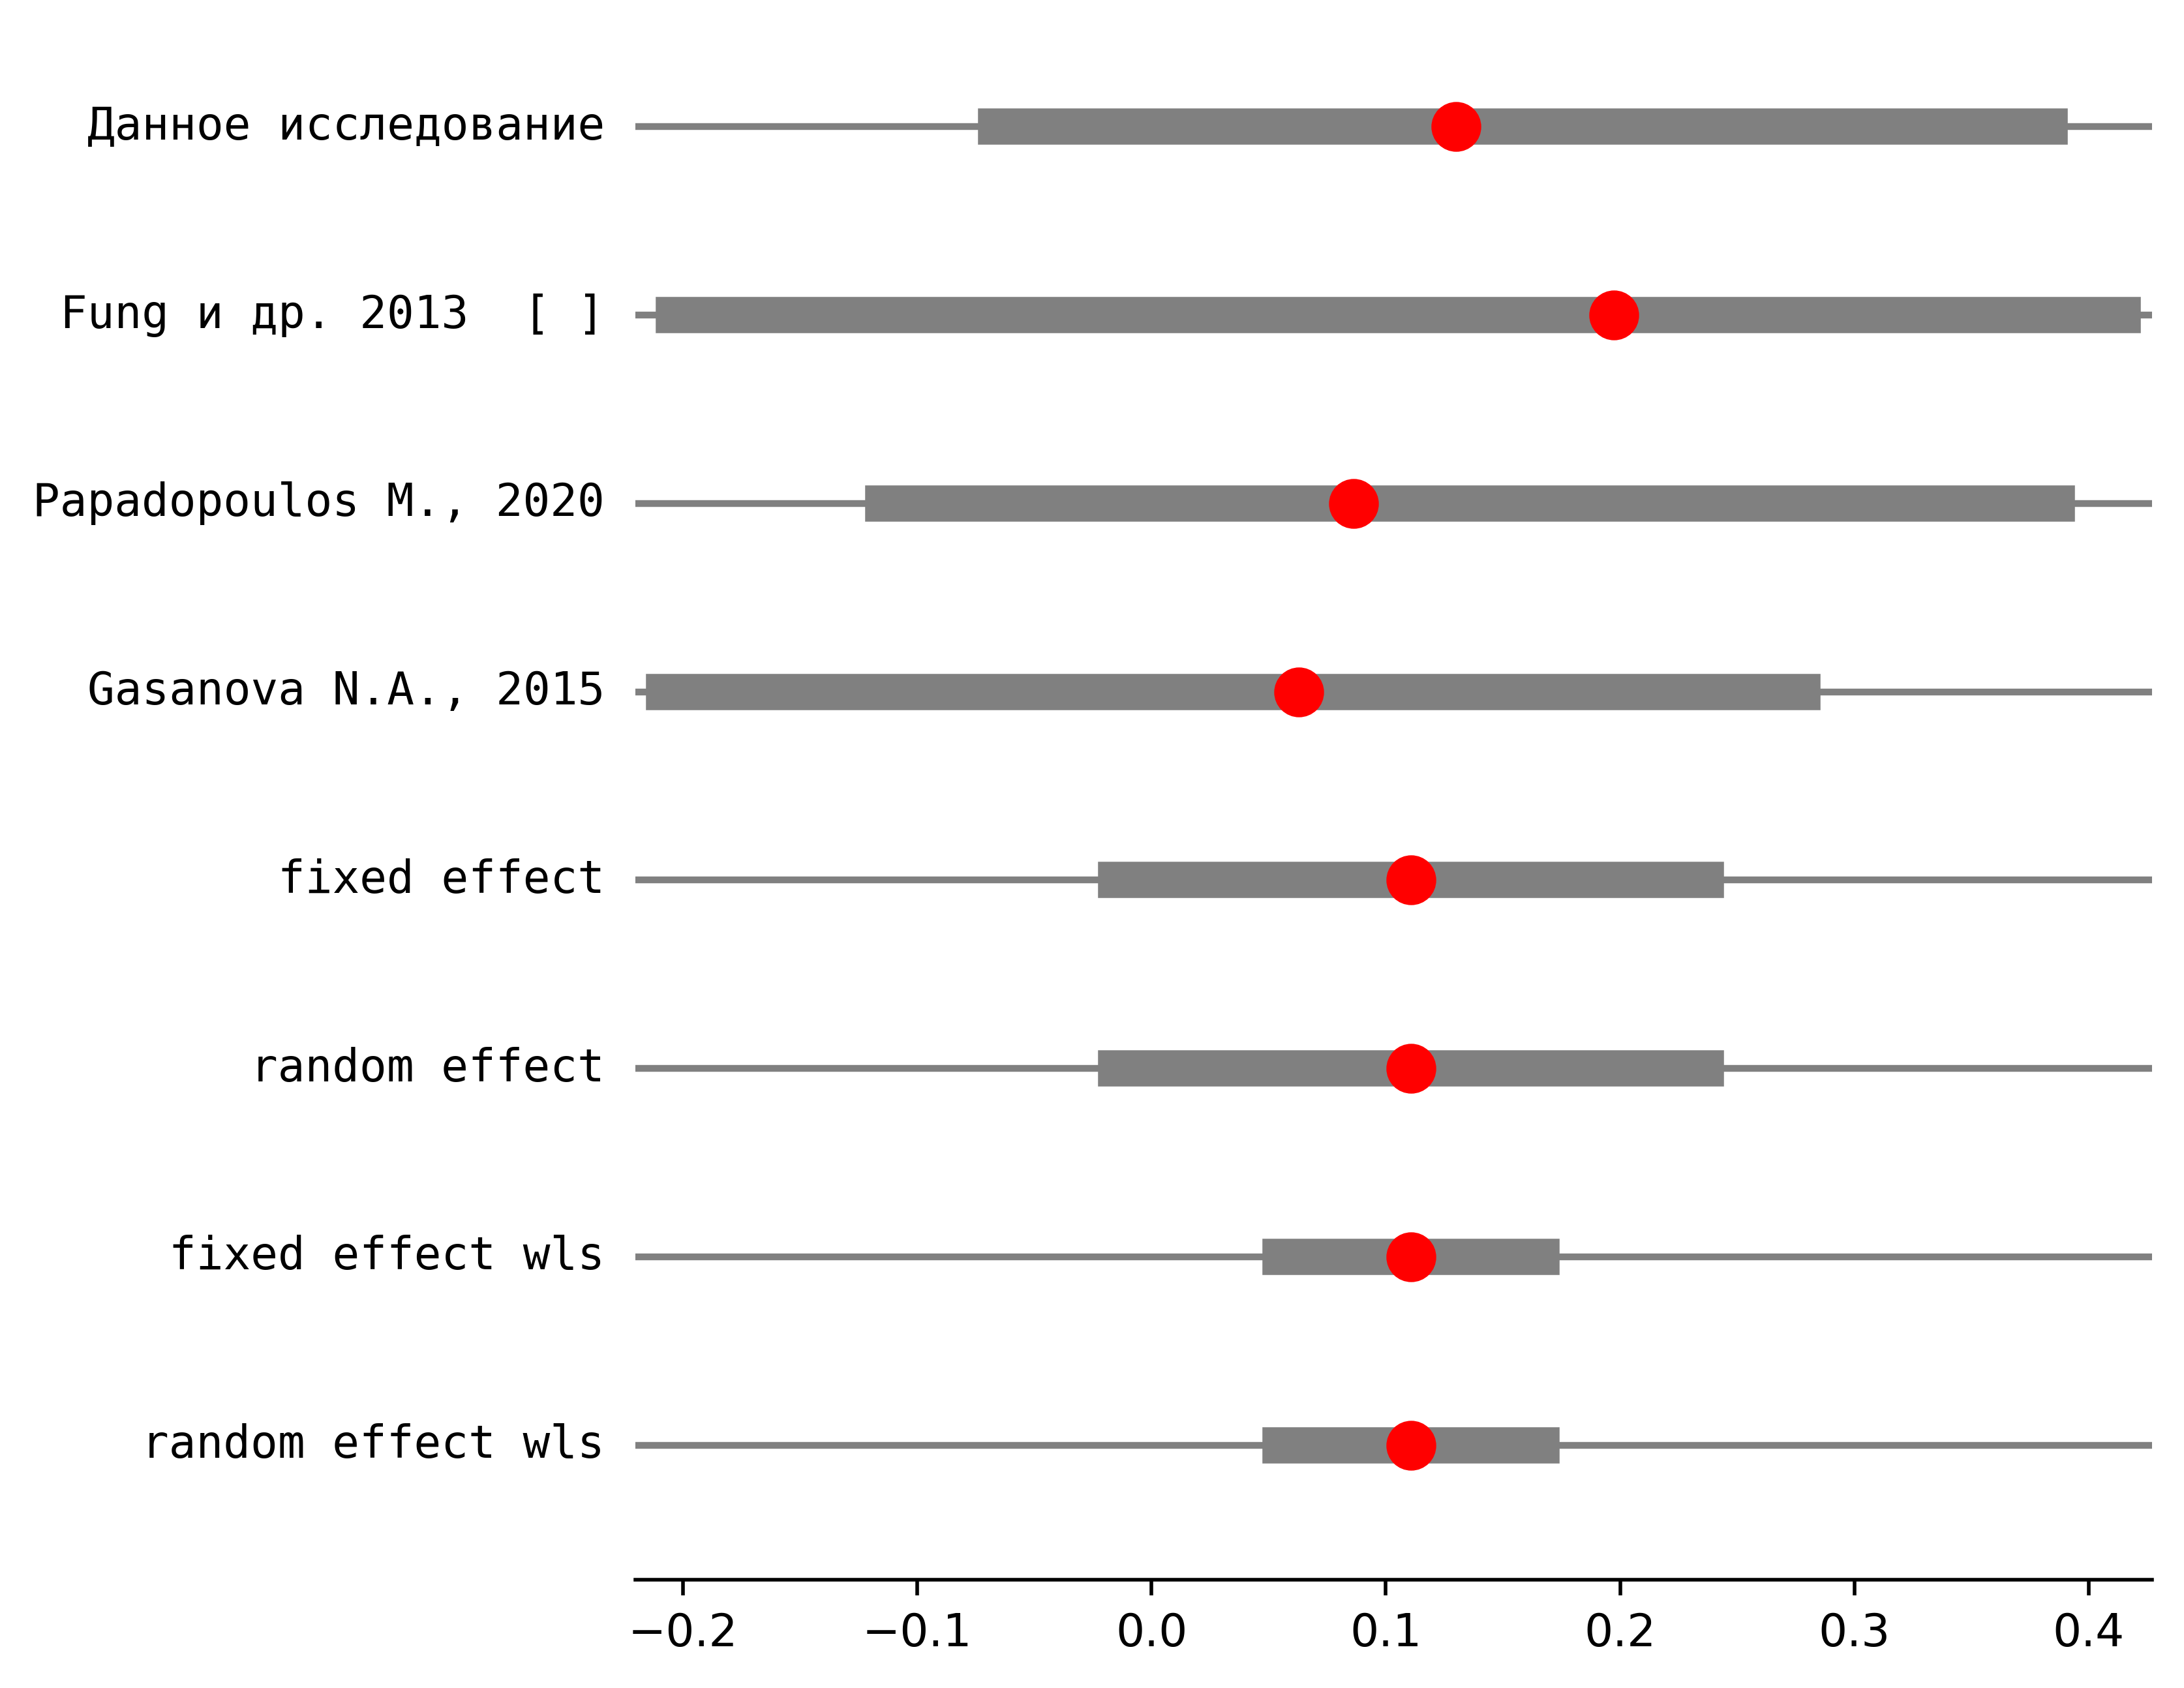 Данное исследование
Fung и др. 2013  [ ]
Papadopoulos M., 2020
Gasanova N.A., 2015
fixed effect
random effect
fixed effect wls
random effect wls
−0.2 −0.1 0.0 0.1 0.2 0.3 0.4